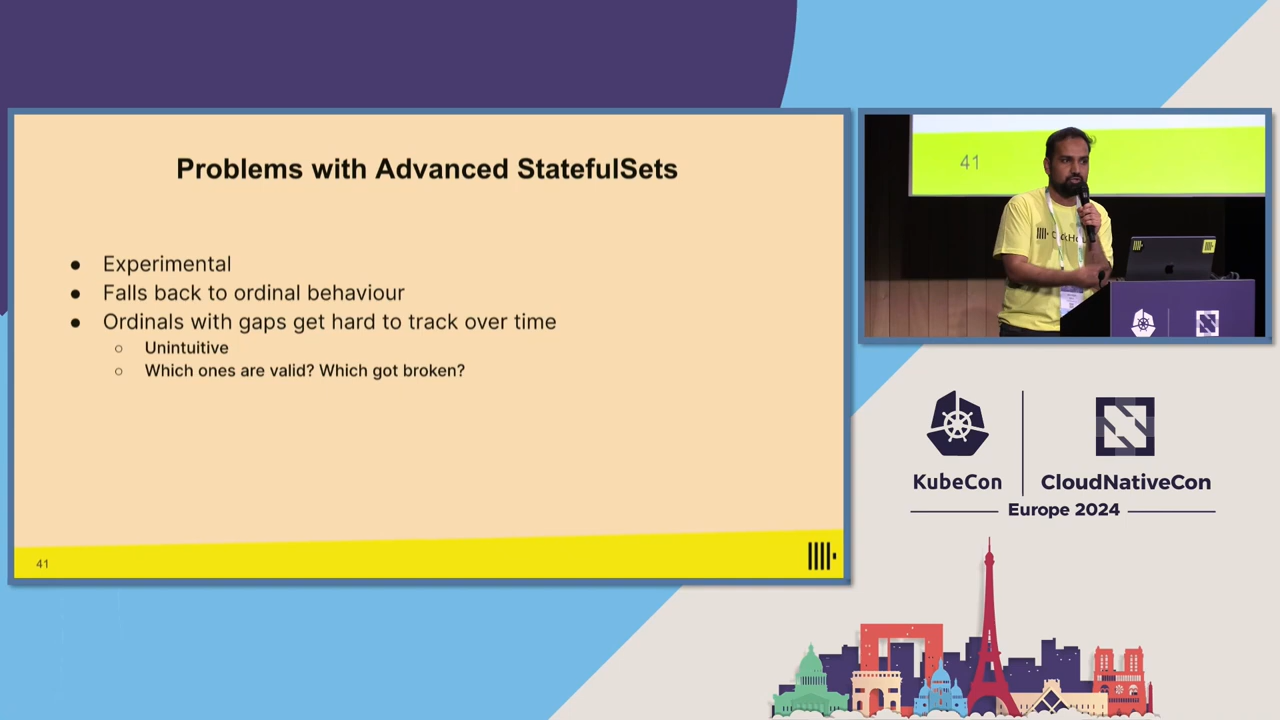 Problems with Advanced StatefulSets
● Experimental
● Falls back to ordinal behaviour
● Ordinals with gaps get hard to track over time
○ Unintuitive
○ Which ones are valid? Which got broken?
41
41
KubeCon
CloudNativeCon
Europe 2024